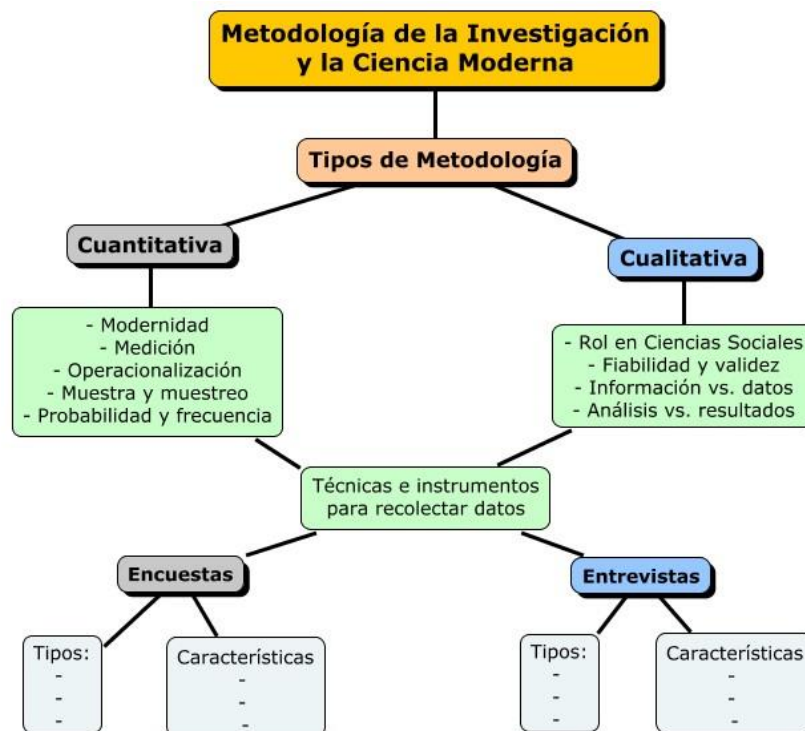 Metodología de la Investigación
y la Ciencia Moderna
Tipos de Metodología
Cuantitativa
Cualitativa
- Modernidad
- Medición
- Operacionalización
- Muestra y muestreo
- Probabilidad y frecuencia
- Rol en Ciencias Sociales
- Fiabilidad y validez
- Información vs. datos
- Análisis vs. resultados
Técnicas e instrumentos
para recolectar datos
Encuestas
Entrevistas
Tipos:
-
-
-
Características
-
-
-
Tipos:
-
-
-
Características
-
-
-